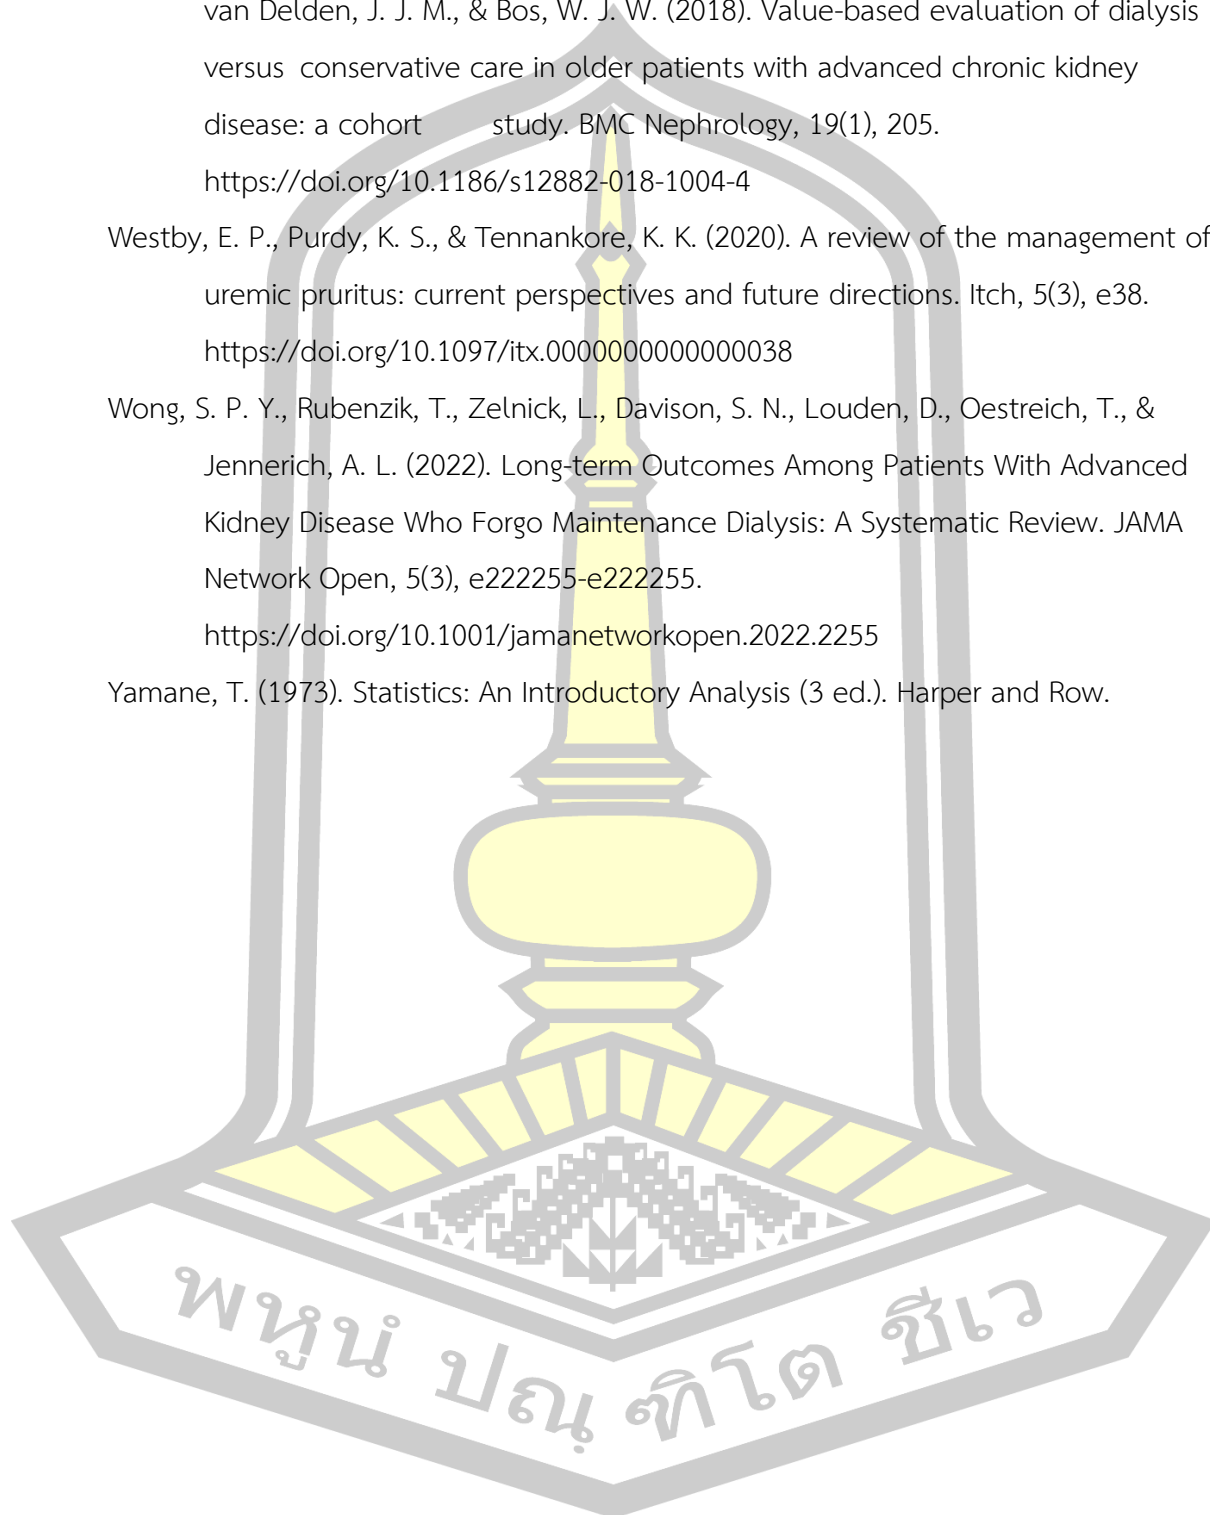 van Delden, J. J. M., & Bos, W. J. W. (2018). Value-based evaluation of dialysis
versus conservative care in older patients with advanced chronic kidney
disease: a cohort study. BMC Nephrology, 19(1), 205.
https://doi.org/10.1186/s12882-018-1004-4
Westby, E. P., Purdy, K. S., & Tennankore, K. K. (2020). A review of the management of
uremic pruritus: current perspectives and future directions. Itch, 5(3), e38.
https://doi.org/10.1097/itx.0000000000000038
Wong, S. P. Y., Rubenzik, T., Zelnick, L., Davison, S. N., Louden, D., Oestreich, T., &
Jennerich, A. L. (2022). Long-term Outcomes Among Patients With Advanced
Kidney Disease Who Forgo Maintenance Dialysis: A Systematic Review. JAMA
Network Open, 5(3), e222255-e222255.
https://doi.org/10.1001/jamanetworkopen.2022.2255
Yamane, T. (1973). Statistics: An Introductory Analysis (3 ed.). Harper and Row.
พหูนํ ปณฺ ฑิโต ชีเว